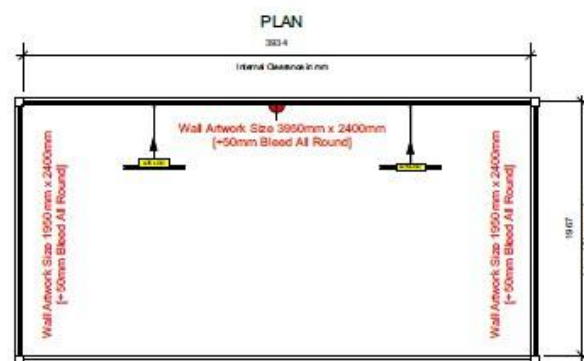 PLAN
3934
Internal Clearance in mm
Wall Artwork Size 3950mm x 2400mm
[+50mm Bleed All Round]
Wall Artwork Size 1950mm x 2400mm
[+50mm Bleed All Round]
Wall Artwork Size 1950mm x 2400mm
[+50mm Bleed All Round]
1967